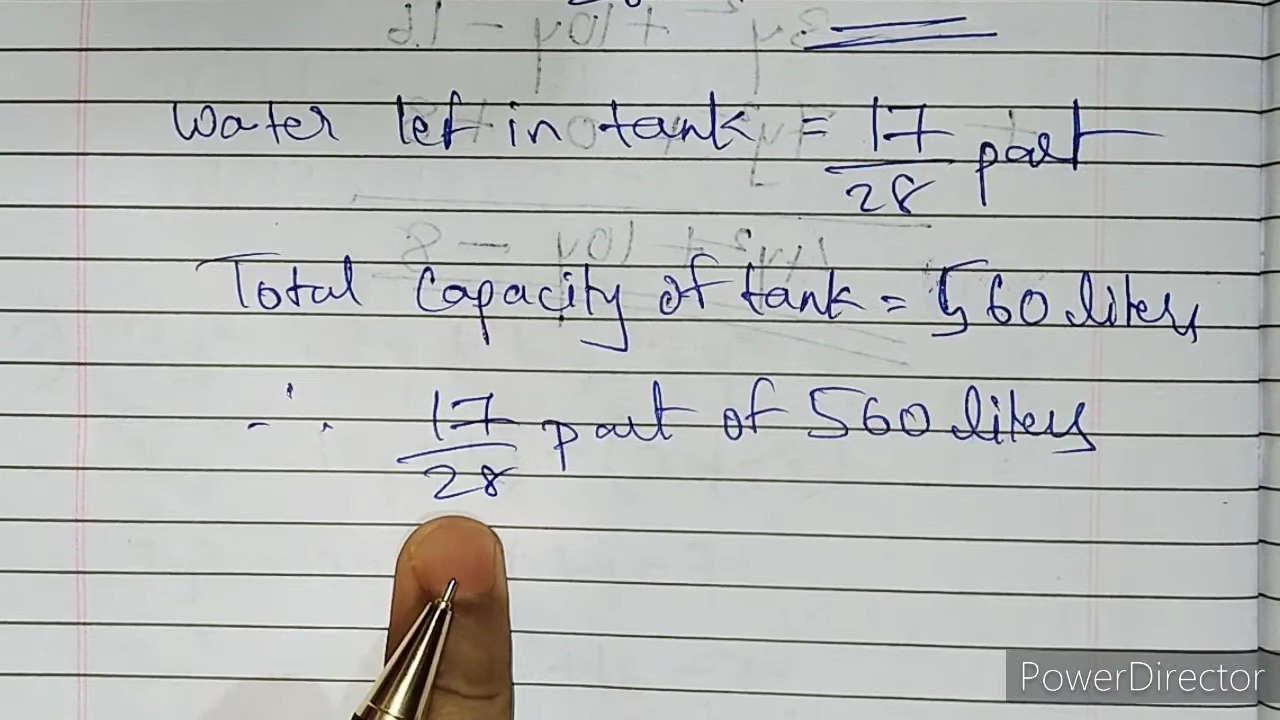 Water lef in tank = 17/28 part
Total Capacity of tank = 560 liters
∴ 17/28 part of 560 liters
PowerDirector